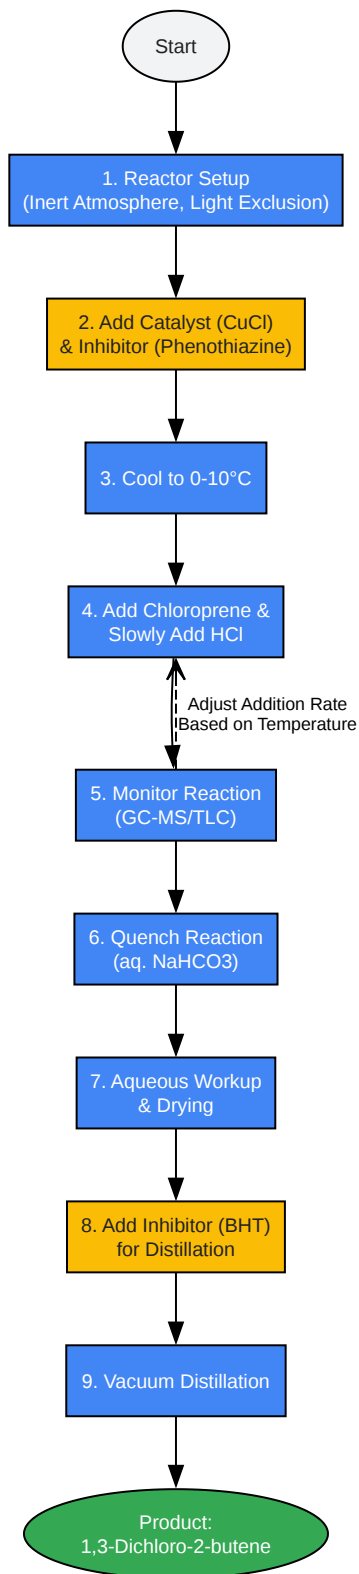 Start
1. Reactor Setup
(Inert Atmosphere, Light Exclusion)
2. Add Catalyst (CuCl)
& Inhibitor (Phenothiazine)
3. Cool to 0-10°C
4. Add Chloroprene &
Slowly Add HCl
Adjust Addition Rate
Based on Temperature
5. Monitor Reaction
(GC-MS/TLC)
6. Quench Reaction
(aq. NaHCO3)
7. Aqueous Workup
& Drying
8. Add Inhibitor (BHT)
for Distillation
9. Vacuum Distillation
Product:
1,3-Dichloro-2-butene